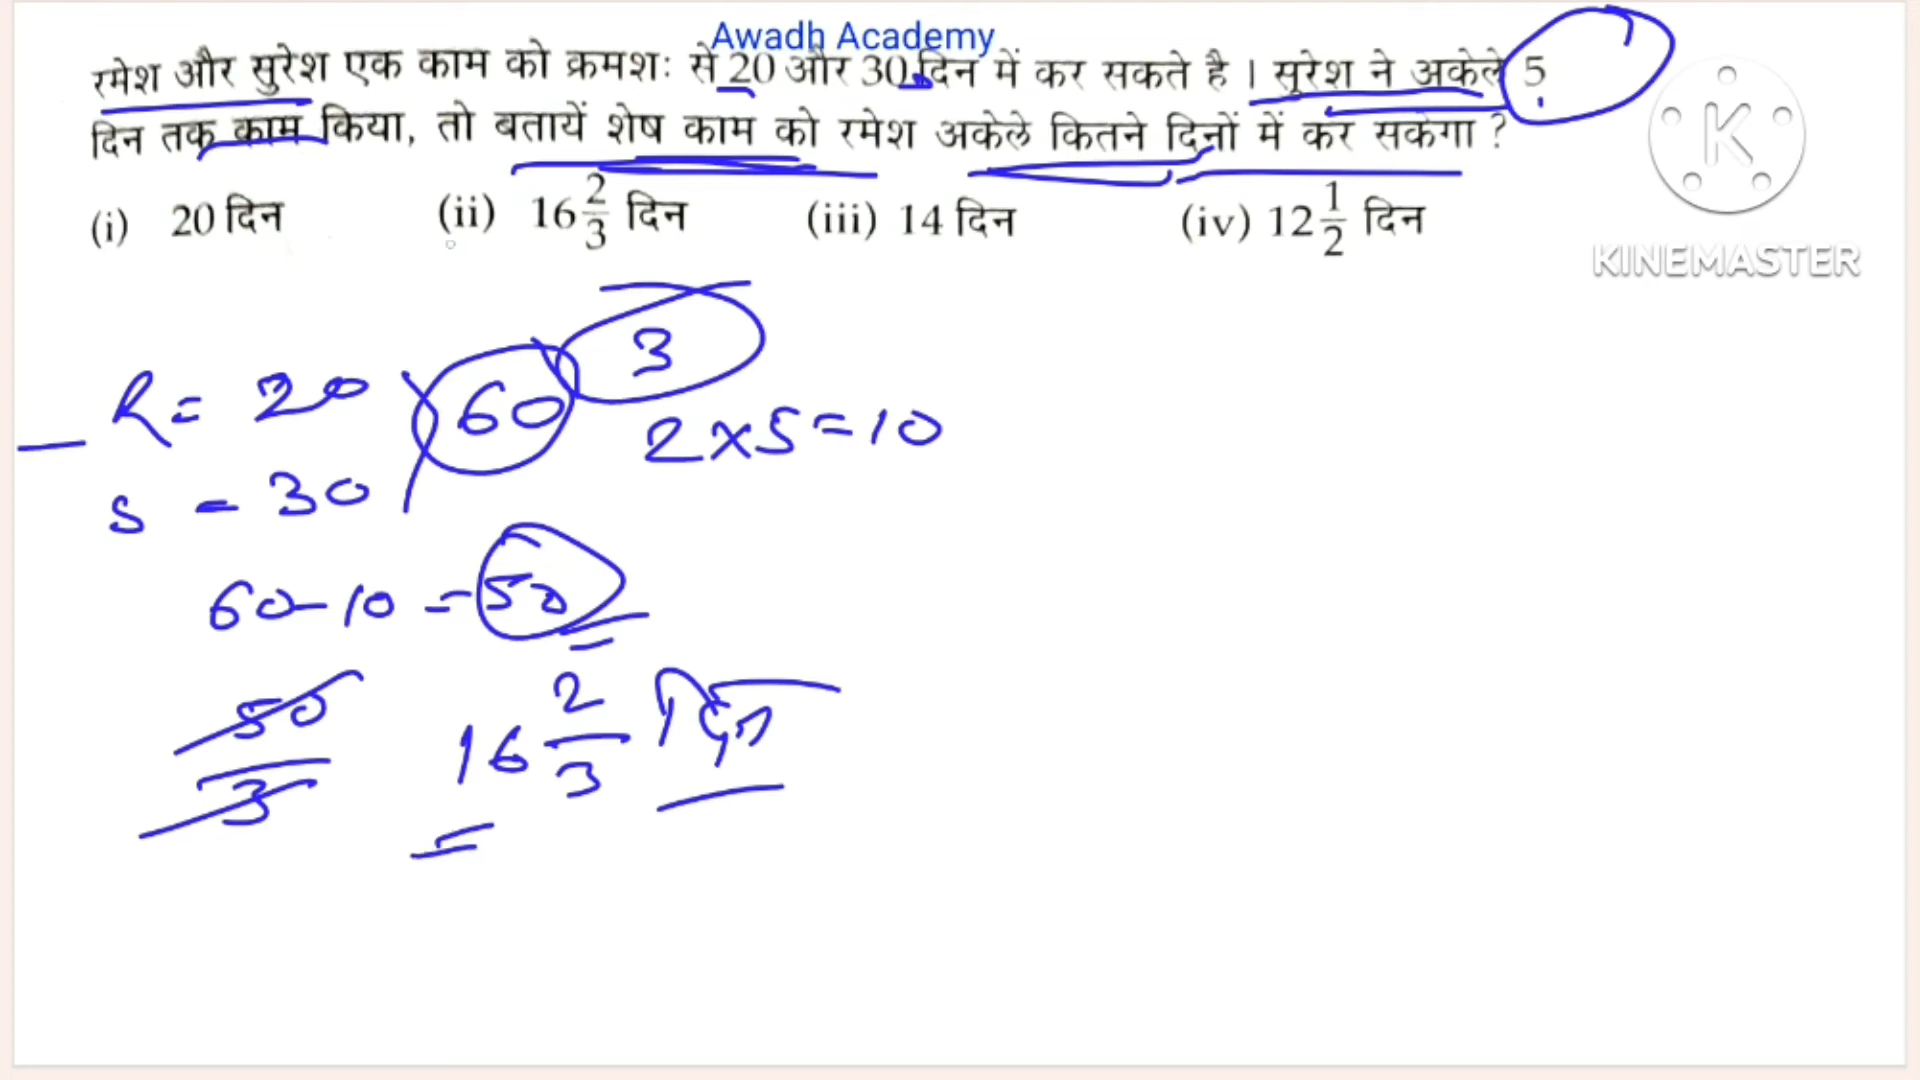 Awadh Academy
रमेश और सुरेश एक काम को क्रमशः से 20 और 30 दिन में कर सकते है । सुरेश ने अकेले 5
दिन तक काम किया, तो बतायें शेष काम को रमेश अकेले कितने दिनों में कर सकेगा ?
(i) 20 दिन (ii) 16 2/3 दिन (iii) 14 दिन (iv) 12 1/2 दिन
K
KINEMASTER
3
R = 20 60
2×5=10
S = 30
60-10 = 50
50/3 16 2/3 दिन